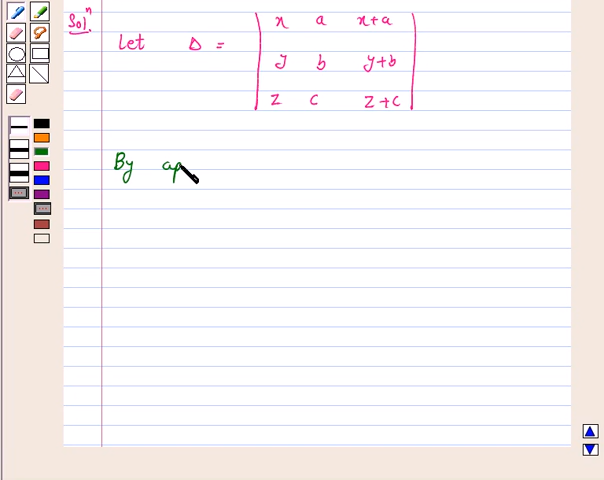 Solⁿ.
x a x+a
Let Δ =
y b y+b
z c z+c
By ap